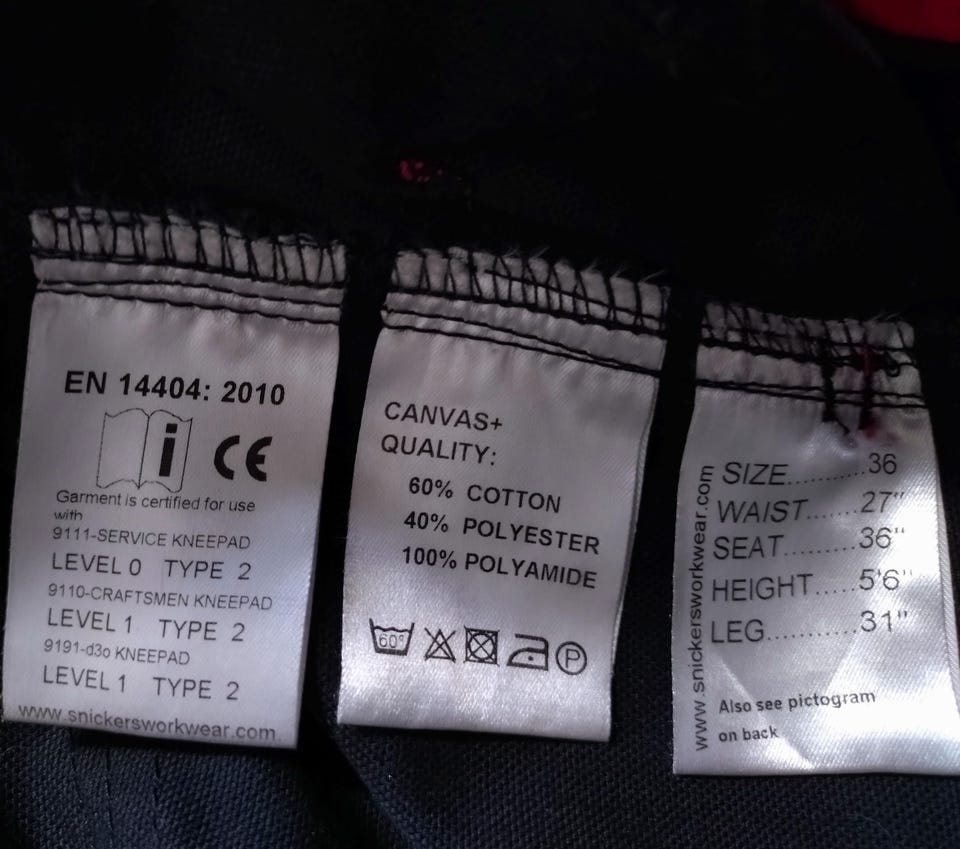 EN 14404: 2010
i CE
Garment is certified for use
with
9111-SERVICE KNEEPAD
LEVEL 0 TYPE 2
9110-CRAFTSMEN KNEEPAD
LEVEL 1 TYPE 2
9191-d3o KNEEPAD
LEVEL 1 TYPE 2
www.snickersworkwear.com
CANVAS+
QUALITY:
60% COTTON
40% POLYESTER
100% POLYAMIDE
60° P
www.snickersworkwear.com
SIZE..........36
WAIST.......27"
SEAT..........36"
HEIGHT.....5'6"
LEG............31"
Also see pictogram
on back